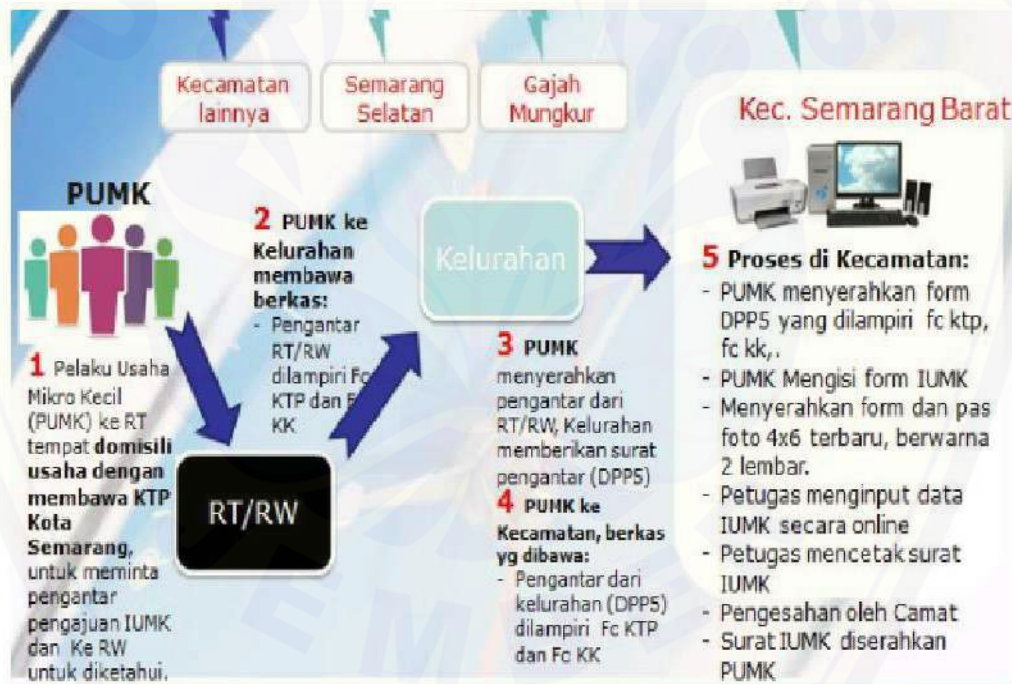 Kecamatan
lainnya
Semarang
Selatan
Gajah
Mungkur
Kec. Semarang Barat
PUMK
1 Pelaku Usaha
Mikro Kecil
(PUMK) ke RT
tempat domisili
usaha dengan
membawa KTP
Kota
Semarang,
untuk meminta
pengantar
pengajuan IUMK
dan Ke RW
untuk diketahui.
RT/RW
2 PUMK ke
Kelurahan
membawa
berkas:
- Pengantar
RT/RW
dilampiri Fc
KTP dan F
KK
Kelurahan
3 PUMK
menyerahkan
pengantar dari
RT/RW, Kelurahan
memberikan surat
pengantar (DPP5)
4 PUMK ke
Kecamatan, berkas
yg dibawa:
- Pengantar dari
kelurahan (DPP5)
dilampiri Fc KTP
dan Fc KK
5 Proses di Kecamatan:
- PUMK menyerahkan form
DPP5 yang dilampiri fc ktp,
fc kk,.
- PUMK Mengisi form IUMK
- Menyerahkan form dan pas
foto 4x6 terbaru, berwarna
2 lembar.
- Petugas menginput data
IUMK secara online
- Petugas mencetak surat
IUMK
- Pengesahan oleh Camat
- Surat IUMK diserahkan
PUMK